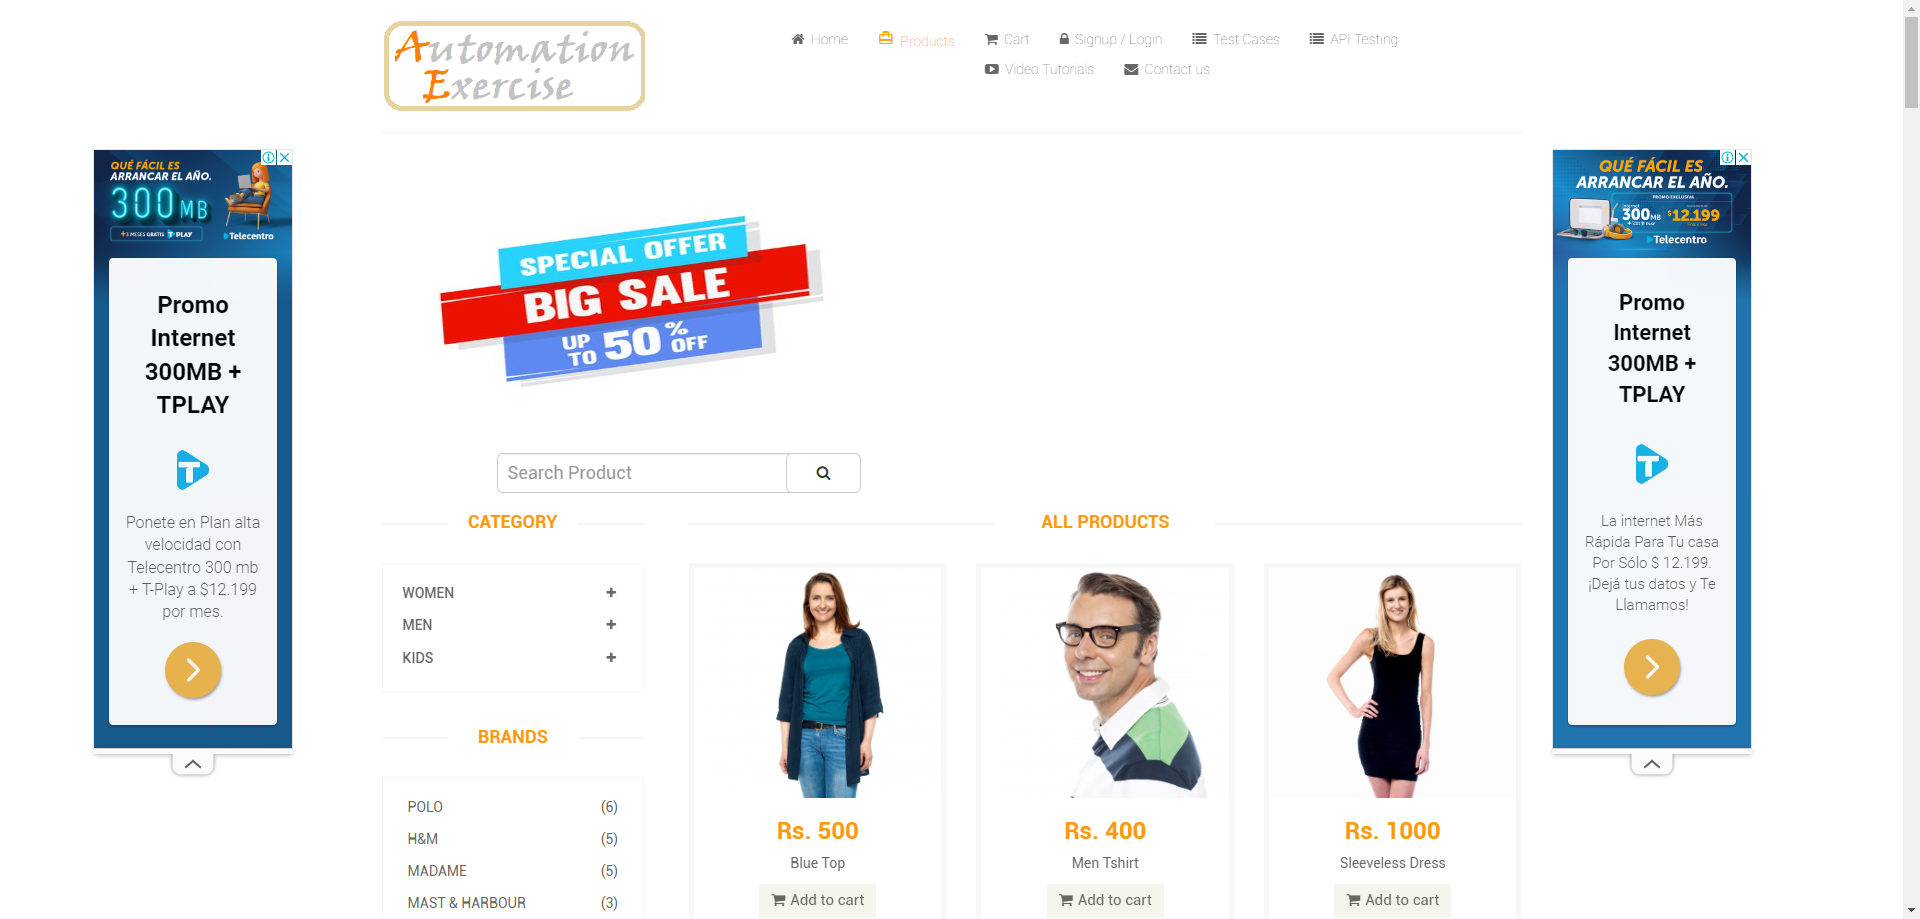 Automation
Exercise
Home
Products
Cart
Signup / Login
Test Cases
API Testing
Video Tutorials
Contact us
QUÉ FÁCIL ES
ARRANCAR EL AÑO.
300MB
+3 MESES GRATIS T PLAY
Telecentro
Promo
Internet
300MB +
TPLAY
T
Ponete en Plan alta
velocidad con
Telecentro 300 mb
+ T-Play a $12.199
por mes.
SPECIAL OFFER
BIG SALE
UP TO 50% OFF
Search Product
CATEGORY
WOMEN
MEN
KIDS
BRANDS
POLO (6)
H&M (5)
MADAME (5)
MAST & HARBOUR (3)
ALL PRODUCTS
Rs. 500
Blue Top
Add to cart
Rs. 400
Men Tshirt
Add to cart
Rs. 1000
Sleeveless Dress
Add to cart
QUÉ FÁCIL ES
ARRANCAR EL AÑO.
PROMO EXCLUSIVA
300MB $12.199
Telecentro
Promo
Internet
300MB +
TPLAY
T
La internet Más
Rápida Para Tu casa
Por Sólo $ 12.199.
¡Dejá tus datos y Te
Llamamos!